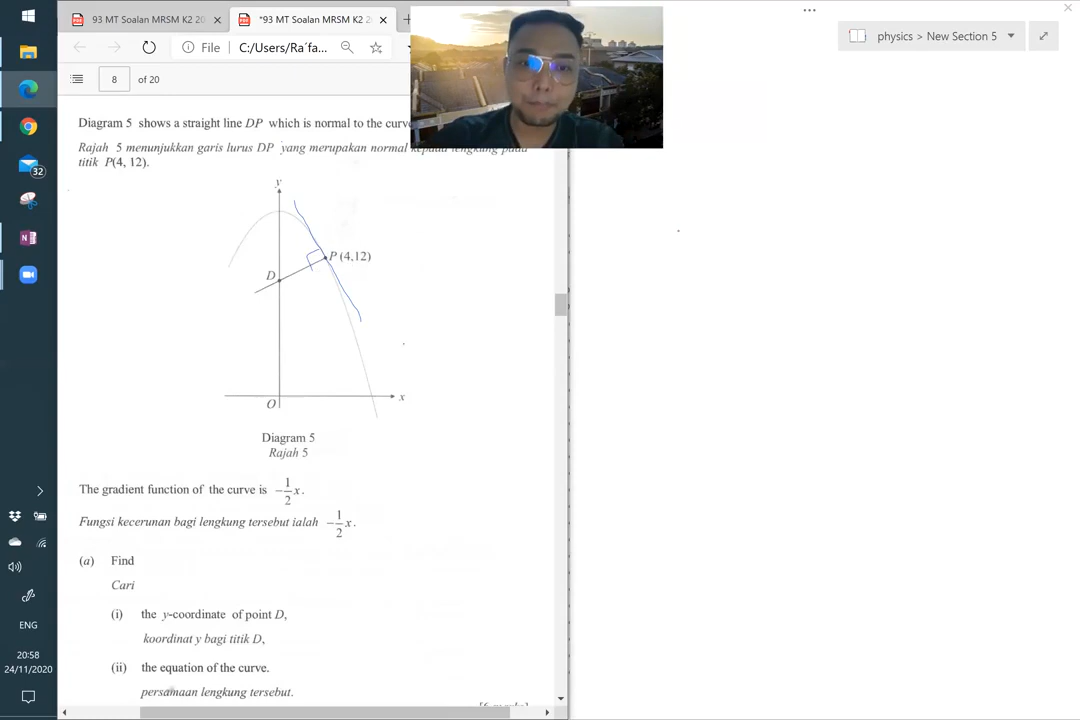 93 MT Soalan MRSM K2 20
*93 MT Soalan MRSM K2 2
File
C:/Users/Ra´fa...
physics > New Section 5
8
of 20
Diagram 5 shows a straight line DP which is normal to the curve
Rajah 5 menunjukkan garis lurus DP yang merupakan normal kepada lengkung pada
titik P(4, 12).
y
P (4,12)
D
O
x
Diagram 5
Rajah 5
The gradient function of the curve is -1/2 x.
Fungsi kecerunan bagi lengkung tersebut ialah -1/2 x.
(a) Find
Cari
(i) the y-coordinate of point D,
koordinat y bagi titik D,
(ii) the equation of the curve.
persamaan lengkung tersebut.
32
ENG
20:58
24/11/2020